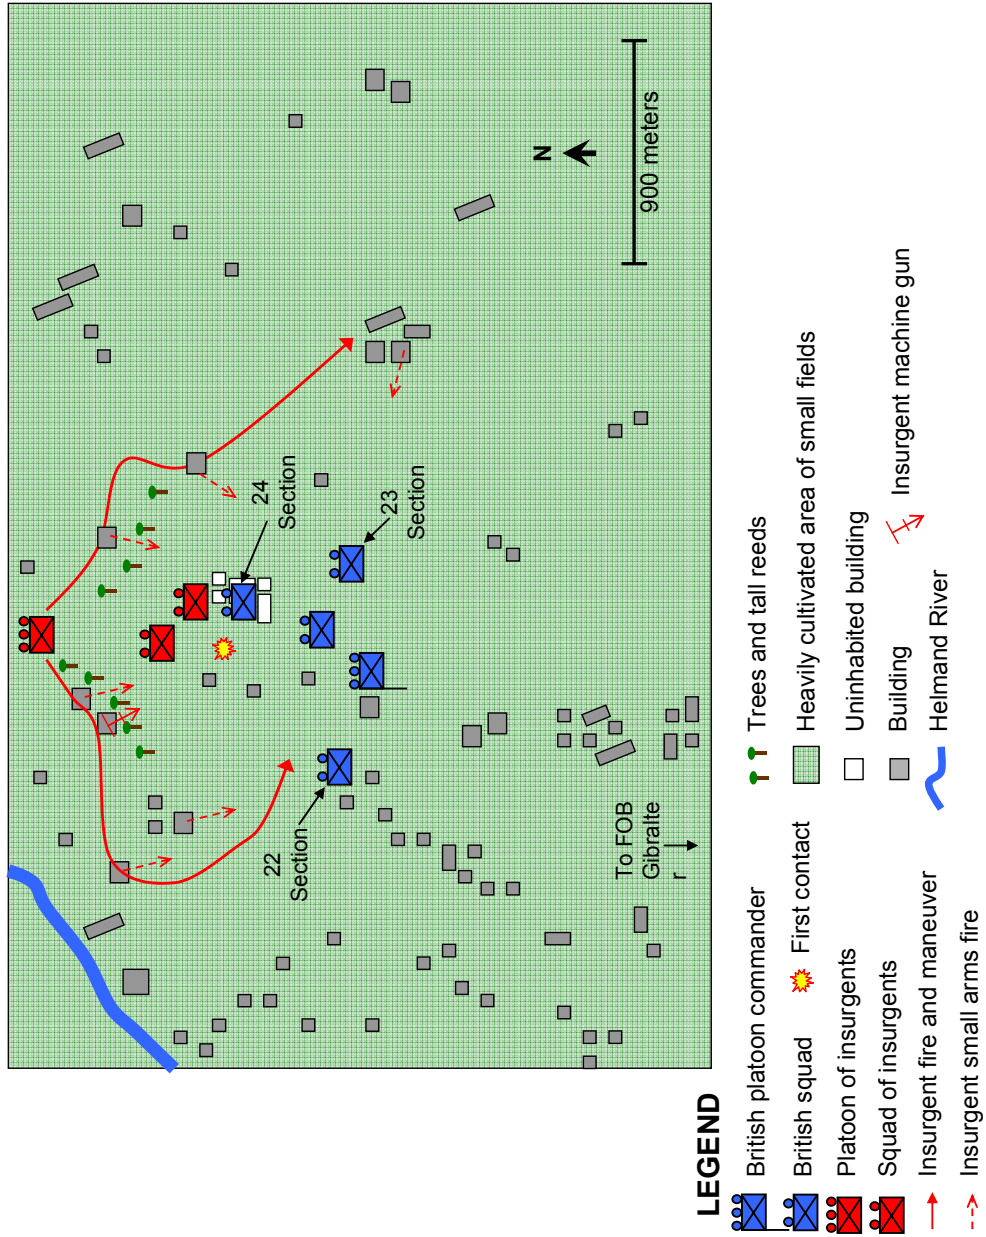 N
900 meters
24
Section
23
Section
22
Section
To FOB
Gibralte
r
LEGEND
British platoon commander
British squad
First contact
Platoon of insurgents
Squad of insurgents
Insurgent fire and maneuver
Insurgent small arms fire
Trees and tall reeds
Heavily cultivated area of small fields
Uninhabited building
Building
Insurgent machine gun
Helmand River